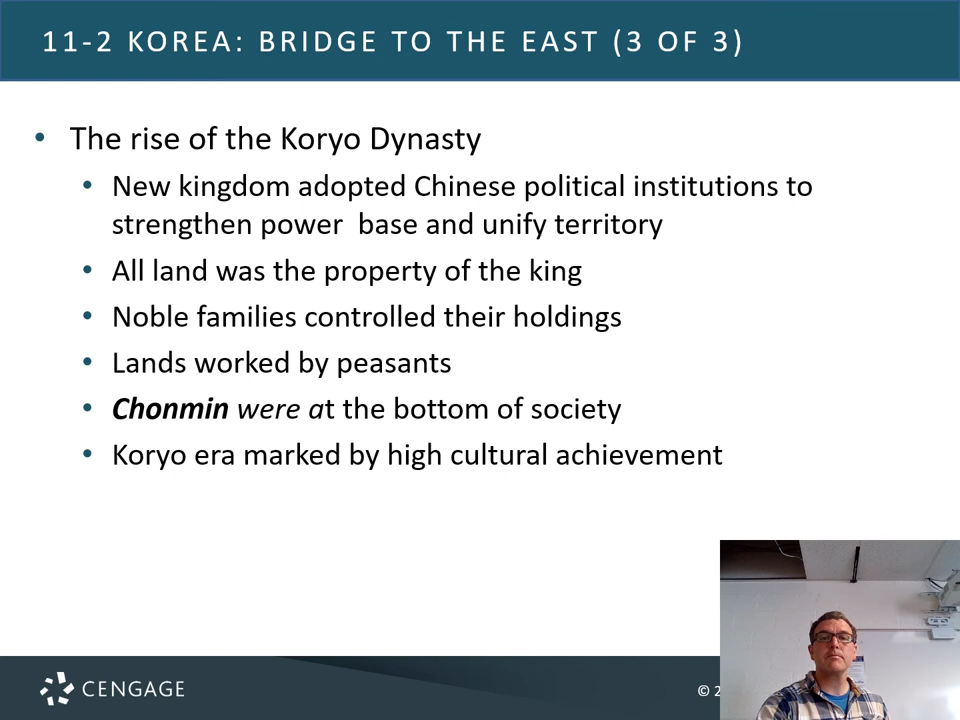 11-2 KOREA: BRIDGE TO THE EAST (3 OF 3)
• The rise of the Koryo Dynasty
• New kingdom adopted Chinese political institutions to
strengthen power  base and unify territory
• All land was the property of the king
• Noble families controlled their holdings
• Lands worked by peasants
• Chonmin were at the bottom of society
• Koryo era marked by high cultural achievement
CENGAGE
© 2